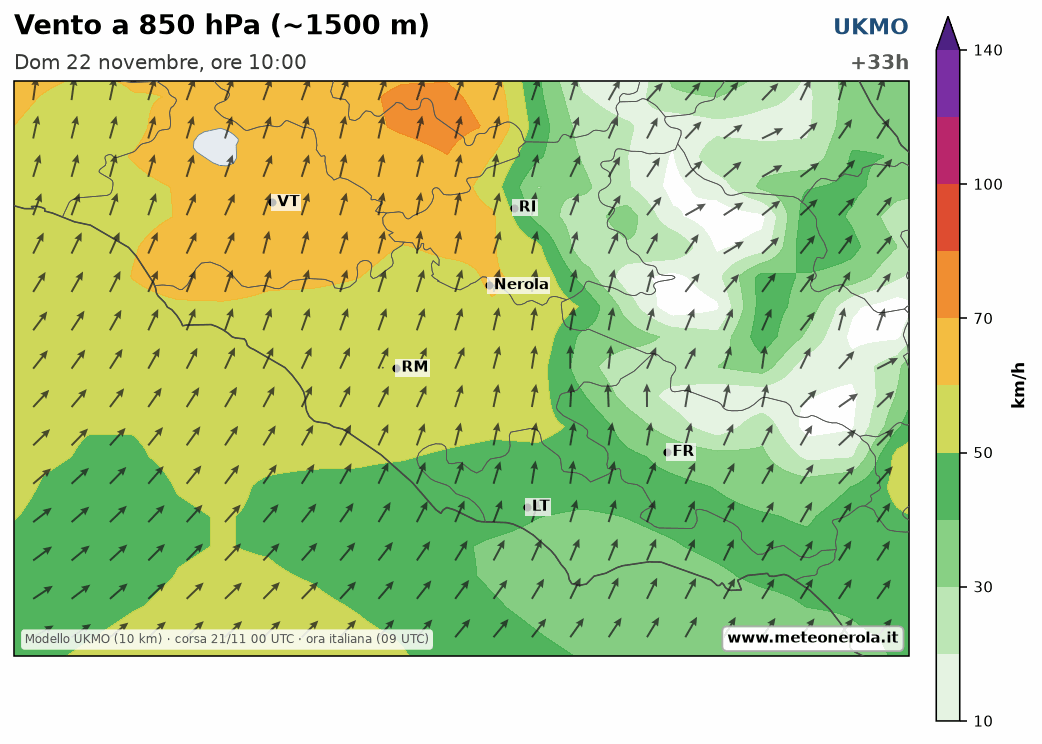 Vento a 850 hPa (~1500 m)
UKMO
Dom 22 novembre, ore 10:00
+33h
140
100
70
50
30
10
km/h
VT
RI
Nerola
RM
FR
LT
Modello UKMO (10 km) · corsa 21/11 00 UTC · ora italiana (09 UTC)
www.meteonerola.it